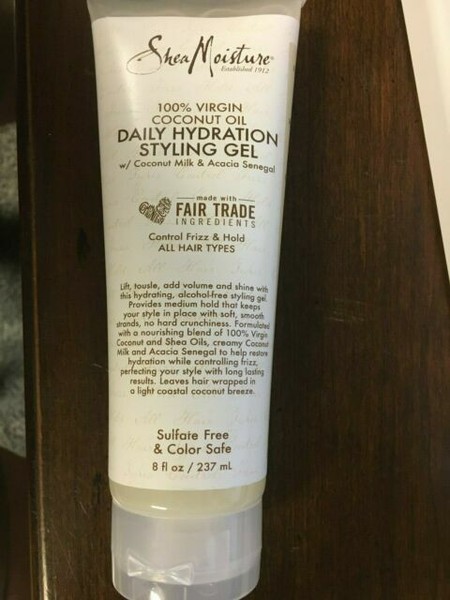 SheaMoisture
Established 1912
100% VIRGIN
COCONUT OIL
DAILY HYDRATION
STYLING GEL
w/ Coconut Milk & Acacia Senegal
made with
FAIR TRADE
INGREDIENTS
Control Frizz & Hold
ALL HAIR TYPES
Lift, tousle, add volume and shine with
this hydrating, alcohol-free styling gel.
Provides medium hold that keeps
your style in place with soft, smooth
strands, no hard crunchiness. Formulated
with a nourishing blend of 100% Virgin
Coconut and Shea Oils, creamy Coconut
Milk and Acacia Senegal to help restore
hydration while controlling frizz,
perfecting your style with long lasting
results. Leaves hair wrapped in
a light coastal coconut breeze.
Sulfate Free
& Color Safe
8 fl oz / 237 mL